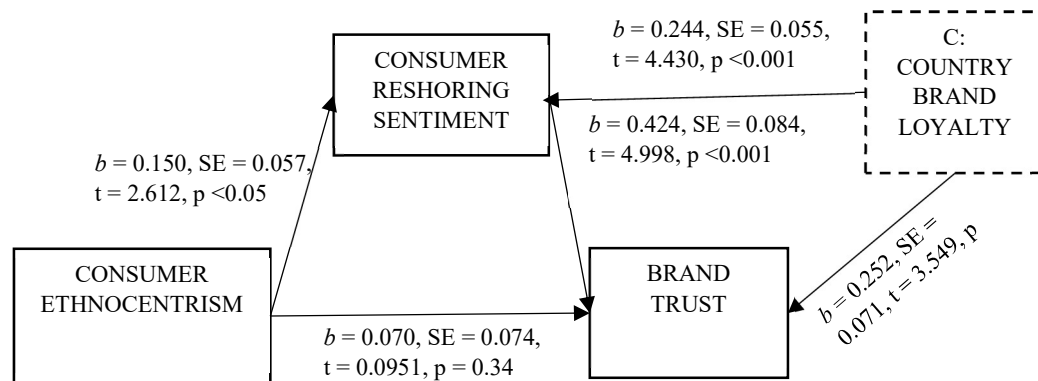 b = 0.244, SE = 0.055,
t = 4.430, p <0.001
C:
COUNTRY
BRAND
LOYALTY
CONSUMER
RESHORING
SENTIMENT
b = 0.424, SE = 0.084,
t = 4.998, p <0.001
b = 0.150, SE = 0.057,
t = 2.612, p <0.05
CONSUMER
ETHNOCENTRISM
BRAND
TRUST
b = 0.252, SE =
0.071, t = 3.549, p
b = 0.070, SE = 0.074,
t = 0.0951, p = 0.34